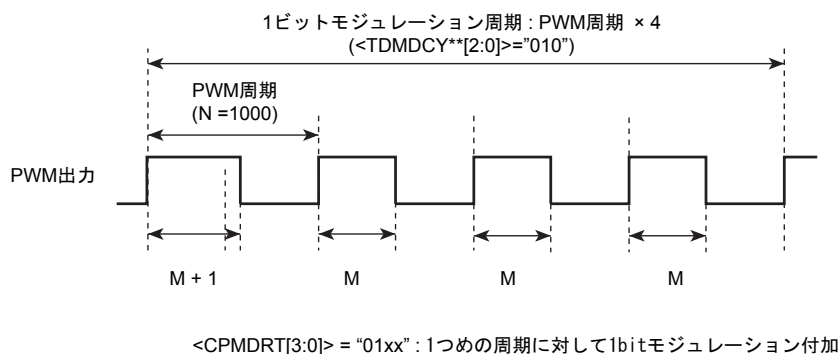 1ビットモジュレーション周期 : PWM周期 × 4
(<TDMDCY**[2:0]>="010")
PWM周期
(N =1000)
PWM出力
M + 1 M M M
<CPMDRT[3:0]> = “01xx” : 1つめの周期に対して1bitモジュレーション付加